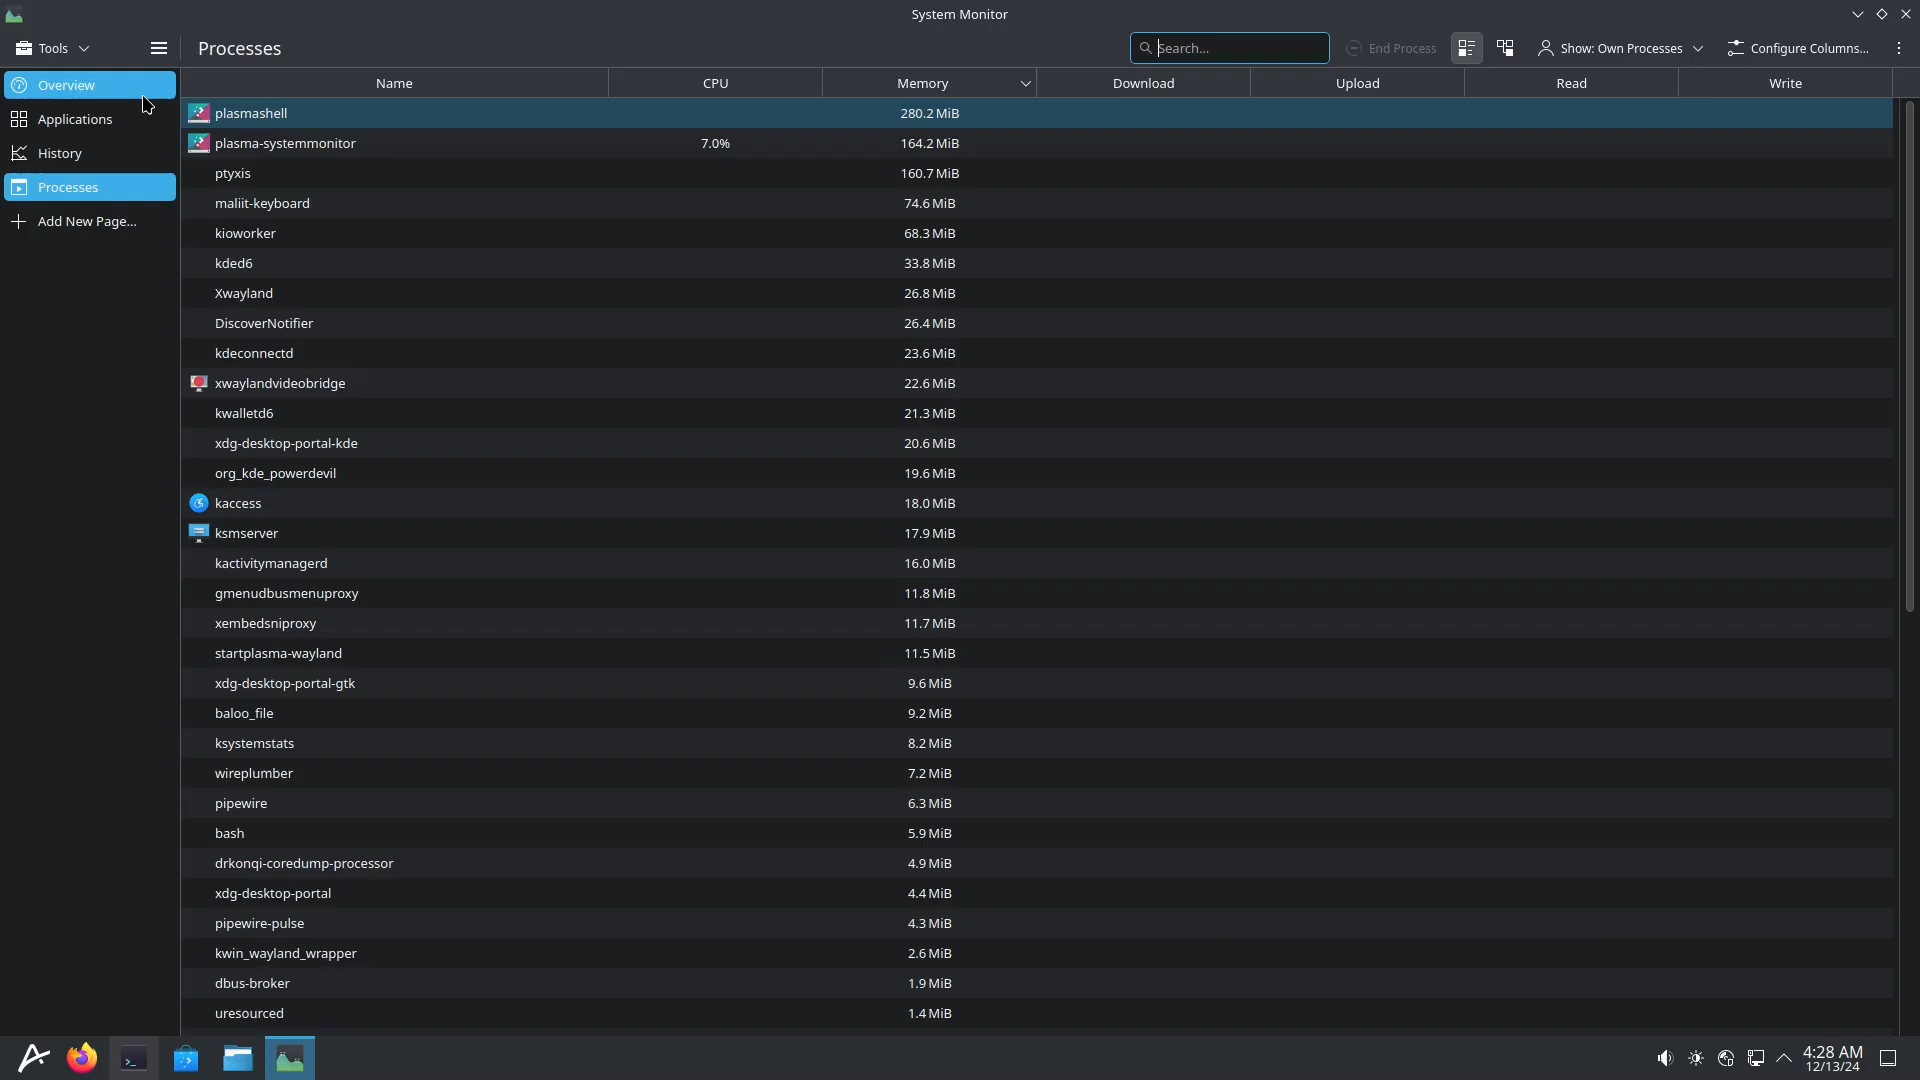 System Monitor
Tools
Processes
Search...
End Process
Show: Own Processes
Configure Columns...
Overview
Applications
History
Processes
Add New Page...
Name CPU Memory Download Upload Read Write
plasmashell 280.2 MiB
plasma-systemmonitor 7.0% 164.2 MiB
ptyxis 160.7 MiB
maliit-keyboard 74.6 MiB
kioworker 68.3 MiB
kded6 33.8 MiB
Xwayland 26.8 MiB
DiscoverNotifier 26.4 MiB
kdeconnectd 23.6 MiB
xwaylandvideobridge 22.6 MiB
kwalletd6 21.3 MiB
xdg-desktop-portal-kde 20.6 MiB
org_kde_powerdevil 19.6 MiB
kaccess 18.0 MiB
ksmserver 17.9 MiB
kactivitymanagerd 16.0 MiB
gmenudbusmenuproxy 11.8 MiB
xembedsniproxy 11.7 MiB
startplasma-wayland 11.5 MiB
xdg-desktop-portal-gtk 9.6 MiB
baloo_file 9.2 MiB
ksystemstats 8.2 MiB
wireplumber 7.2 MiB
pipewire 6.3 MiB
bash 5.9 MiB
drkonqi-coredump-processor 4.9 MiB
xdg-desktop-portal 4.4 MiB
pipewire-pulse 4.3 MiB
kwin_wayland_wrapper 2.6 MiB
dbus-broker 1.9 MiB
uresourced 1.4 MiB
4:28 AM
12/13/24